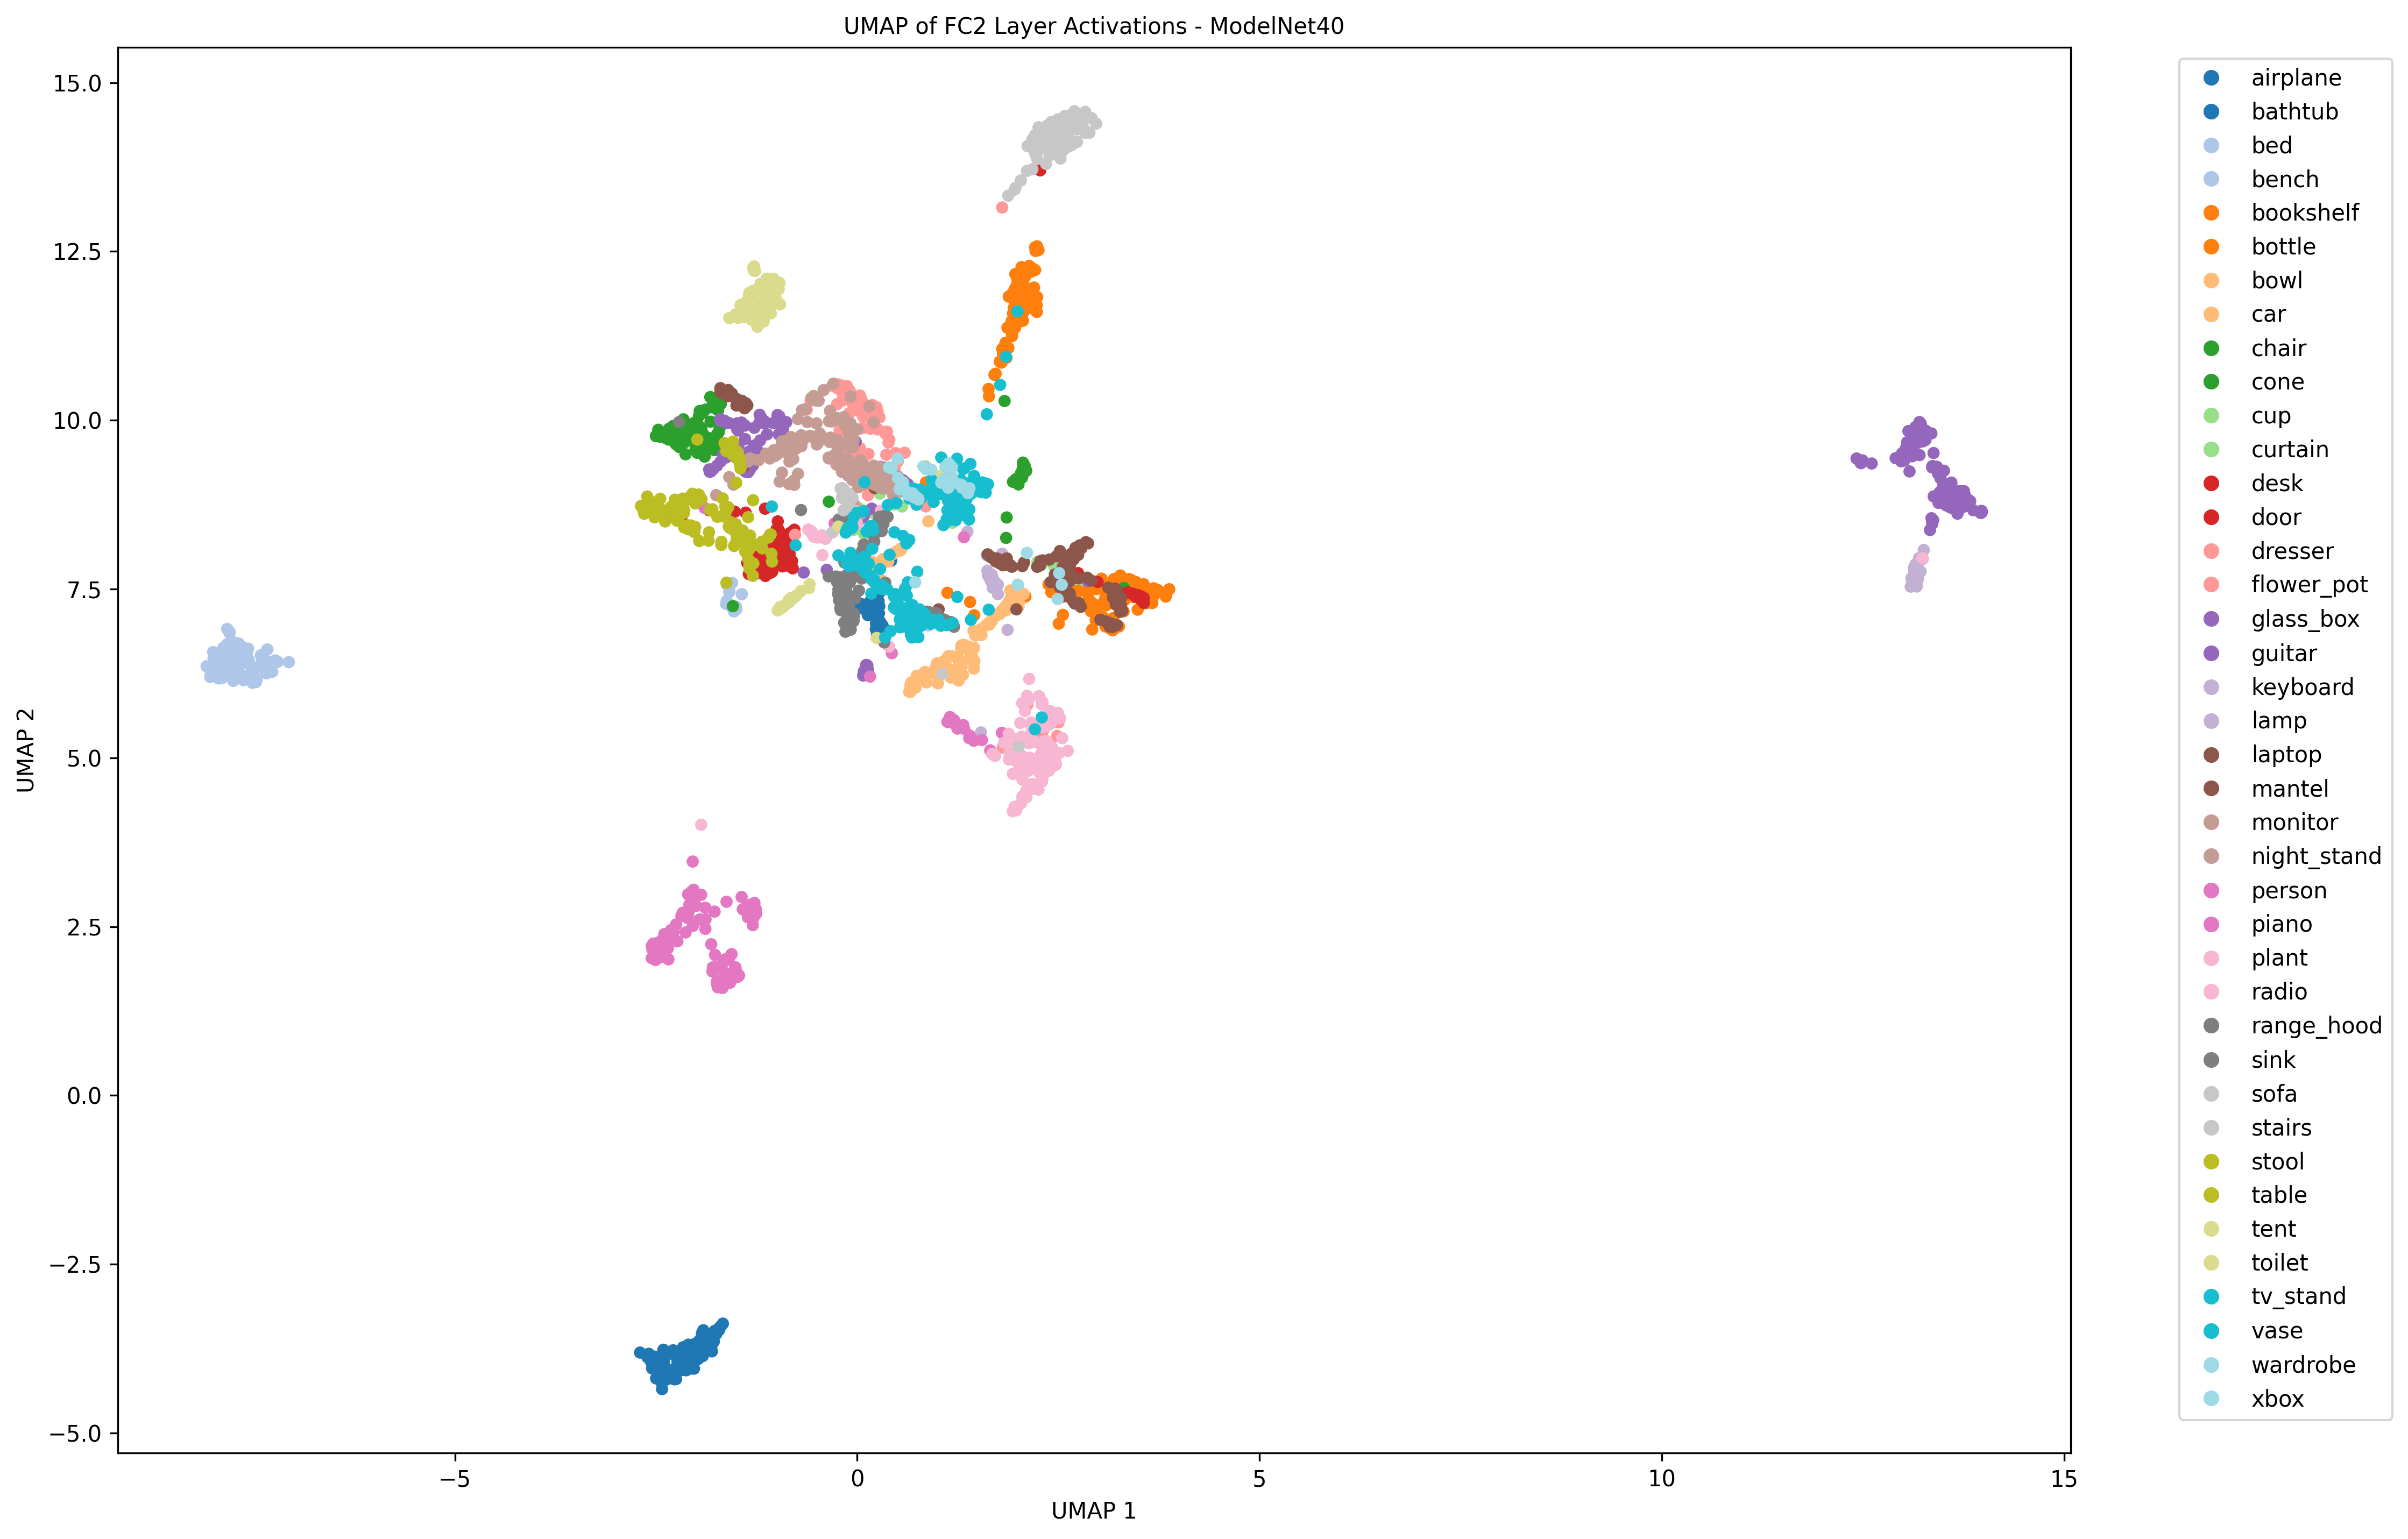 UMAP of FC2 Layer Activations - ModelNet40
15.0
12.5
10.0
7.5
5.0
2.5
0.0
−2.5
−5.0
UMAP 2
−5
0
5
10
15
UMAP 1
airplane
bathtub
bed
bench
bookshelf
bottle
bowl
car
chair
cone
cup
curtain
desk
door
dresser
flower_pot
glass_box
guitar
keyboard
lamp
laptop
mantel
monitor
night_stand
person
piano
plant
radio
range_hood
sink
sofa
stairs
stool
table
tent
toilet
tv_stand
vase
wardrobe
xbox